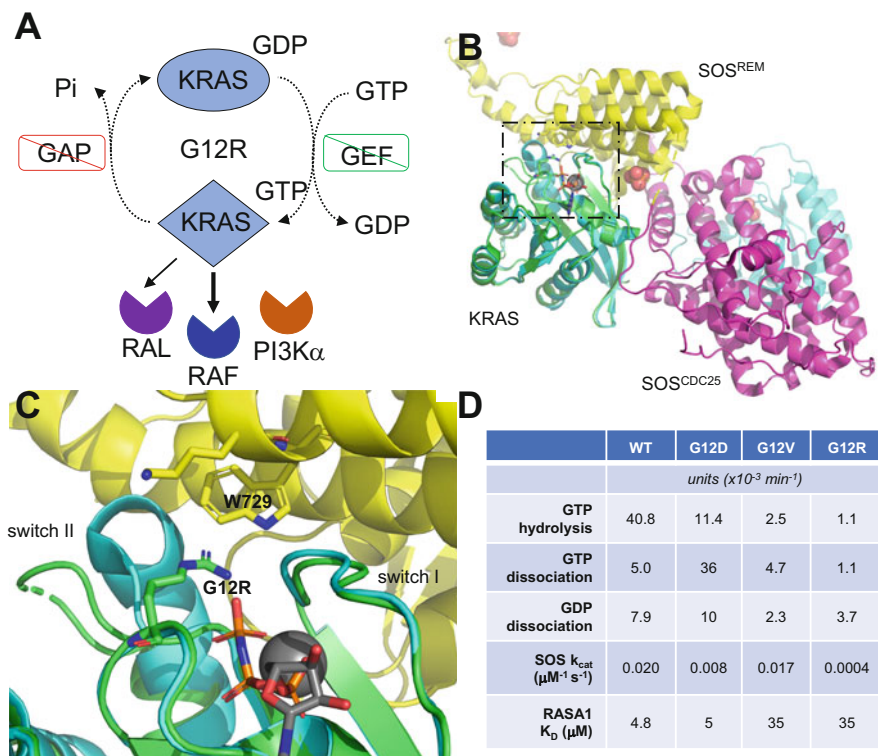 A
GDP
KRAS
Pi
GTP
GAP
G12R
GEF
GTP
KRAS
GDP
RAL
RAF
PI3Kα
B
SOS^REM
KRAS
SOS^CDC25
C
W729
switch II
G12R
switch I
D
WT G12D G12V G12R
units (x10^-3 min^-1)
GTP
hydrolysis 40.8 11.4 2.5 1.1
GTP
dissociation 5.0 36 4.7 1.1
GDP
dissociation 7.9 10 2.3 3.7
SOS k_cat
(μM^-1 s^-1) 0.020 0.008 0.017 0.0004
RASA1
K_D (μM) 4.8 5 35 35